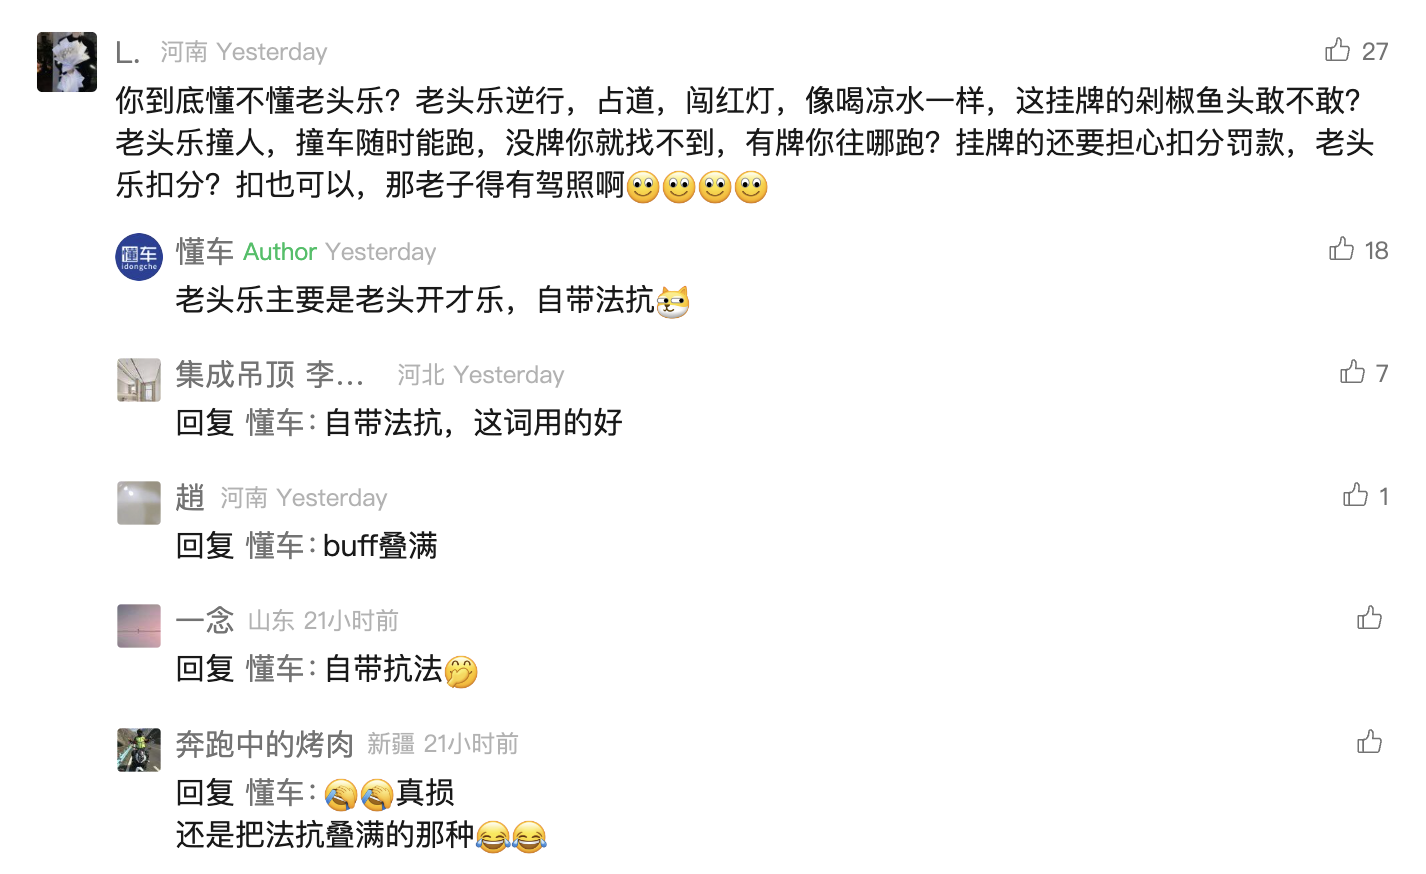 L. 河南 Yesterday 27
你到底懂不懂老头乐？老头乐逆行，占道，闯红灯，像喝凉水一样，这挂牌的剁椒鱼头敢不敢？
老头乐撞人，撞车随时能跑，没牌你就找不到，有牌你往哪跑？挂牌的还要担心扣分罚款，老头
乐扣分？扣也可以，那老子得有驾照啊🙂🙂🙂🙂
懂车 idongche 懂车 Author Yesterday 18
老头乐主要是老头开才乐，自带法抗
集成吊顶 李... 河北 Yesterday 7
回复 懂车：自带法抗，这词用的好
趙 河南 Yesterday 1
回复 懂车：buff叠满
一念 山东 21小时前
回复 懂车：自带抗法🤭
奔跑中的烤肉 新疆 21小时前
回复 懂车：真损
还是把法抗叠满的那种😂😂